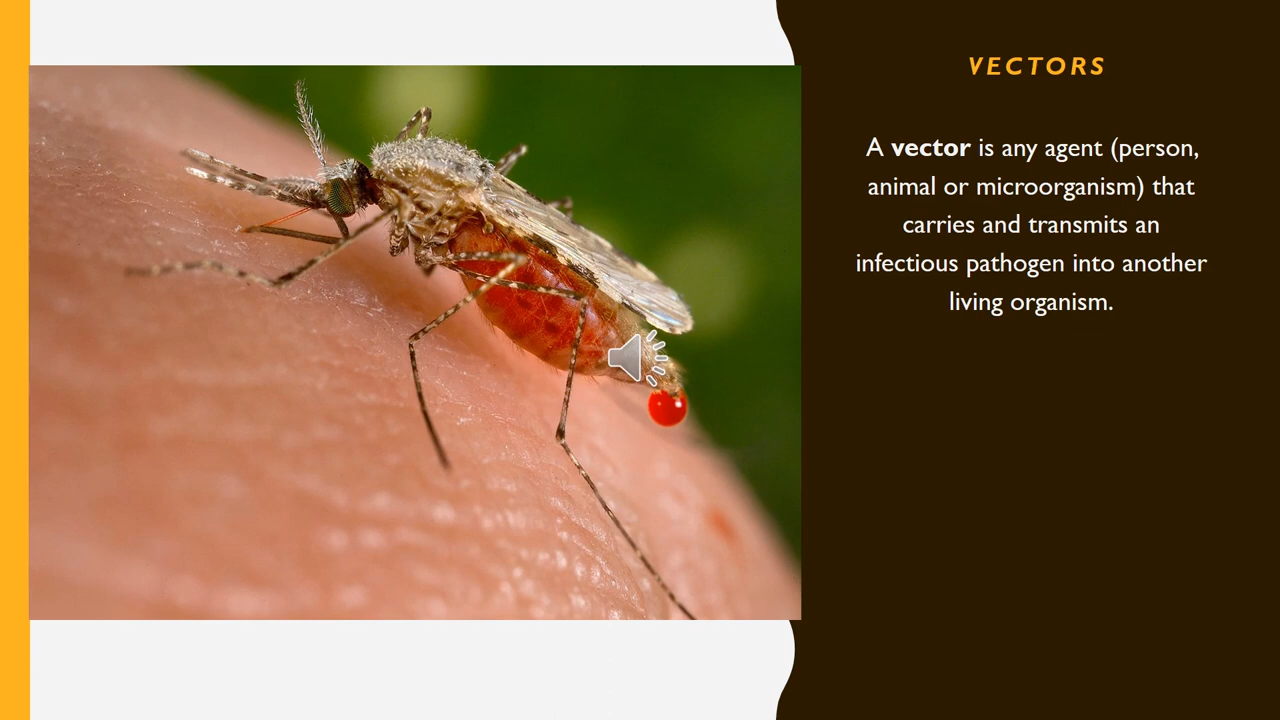 VECTORS
A vector is any agent (person,
animal or microorganism) that
carries and transmits an
infectious pathogen into another
living organism.